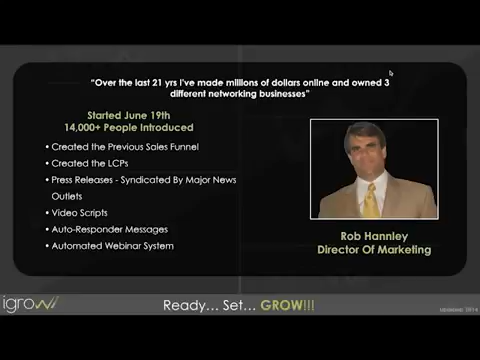 “Over the last 21 yrs I've made millions of dollars online and owned 3
different networking businesses”
Started June 19th
14,000+ People Introduced
• Created the Previous Sales Funnel
• Created the LCPs
• Press Releases - Syndicated By Major News
Outlets
• Video Scripts
• Auto-Responder Messages
• Automated Webinar System
Rob Hannley
Director Of Marketing
igrow
Ready... Set... GROW!!!